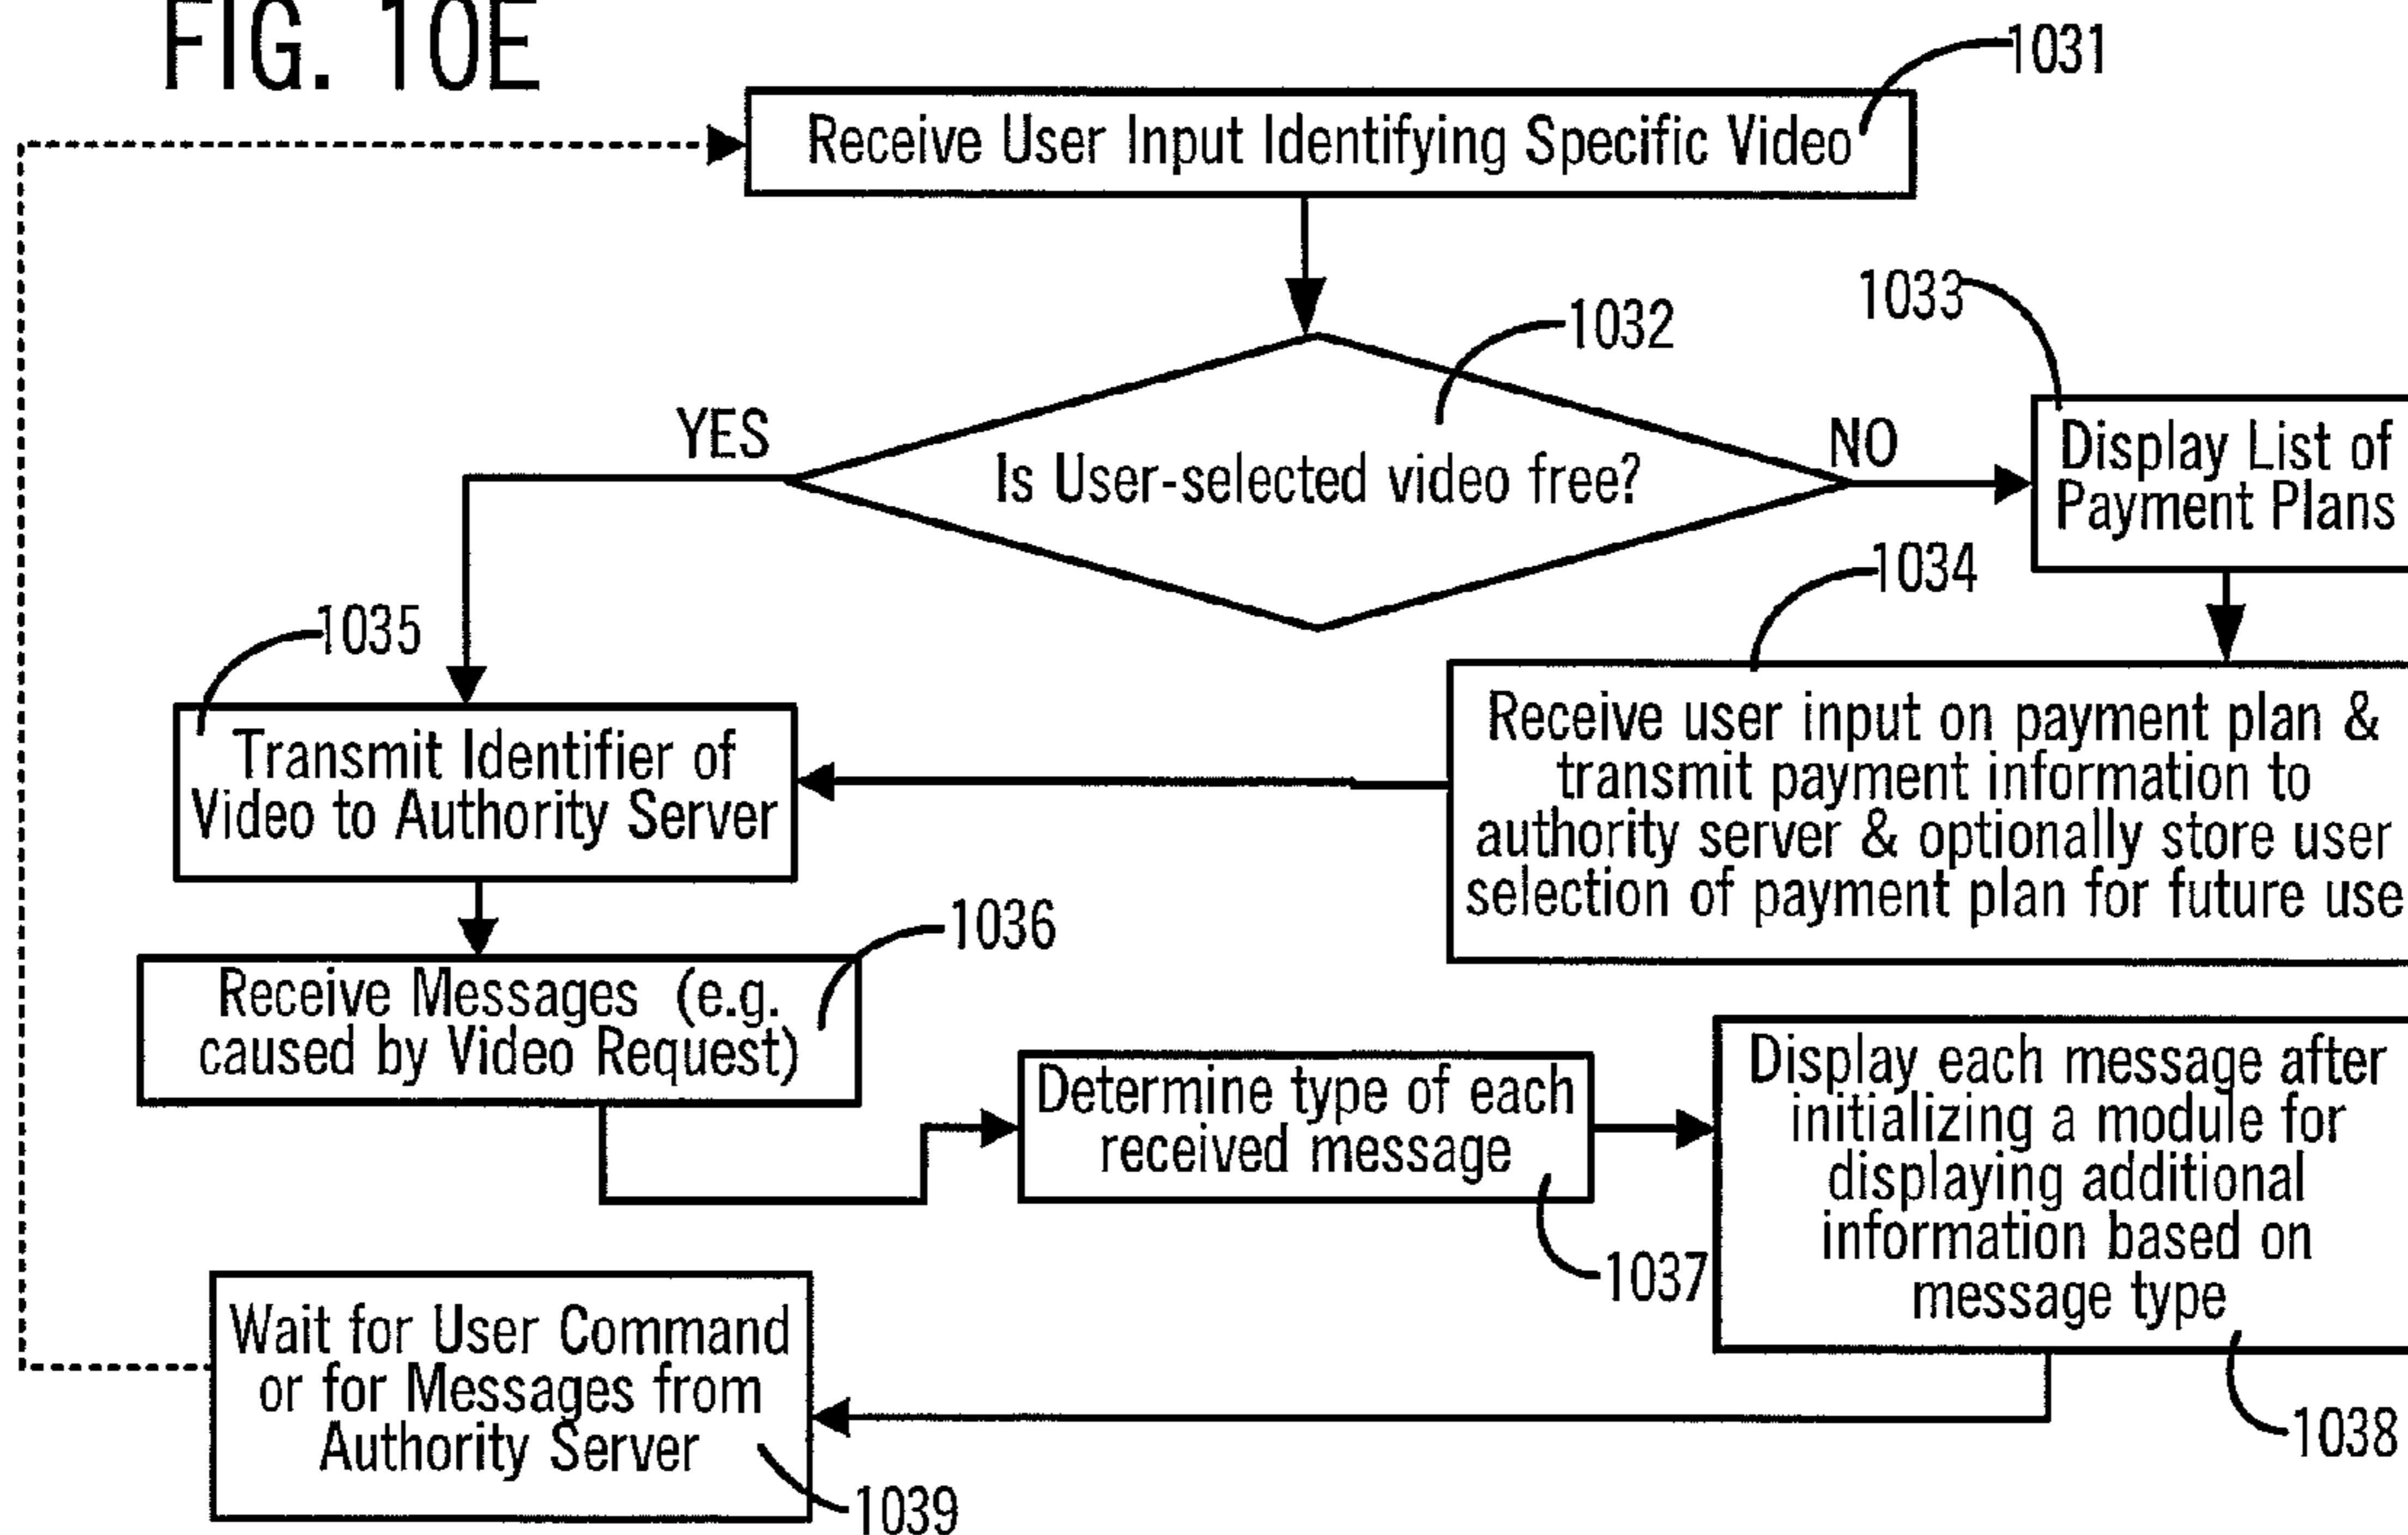 FIG. 10E
1031
Receive User Input Identifying Specific Video
1032
1033
YES
Is User-selected video free?
NO
Display List of
Payment Plans
1034
1035
Receive user input on payment plan &
transmit payment information to
authority server & optionally store user
selection of payment plan for future use
Transmit Identifier of
Video to Authority Server
1036
Receive Messages (e.g.
caused by Video Request)
Determine type of each
received message
1037
Display each message after
initializing a module for
displaying additional
information based on
message type
1038
Wait for User Command
or for Messages from
Authority Server
1039